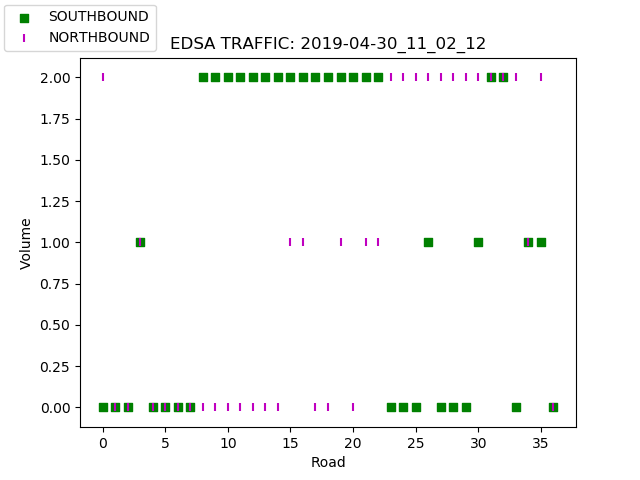 SOUTHBOUND
NORTHBOUND
EDSA TRAFFIC: 2019-04-30_11_02_12
2.00
1.75
1.50
1.25
1.00
0.75
0.50
0.25
0.00
Volume
0 5 10 15 20 25 30 35
Road